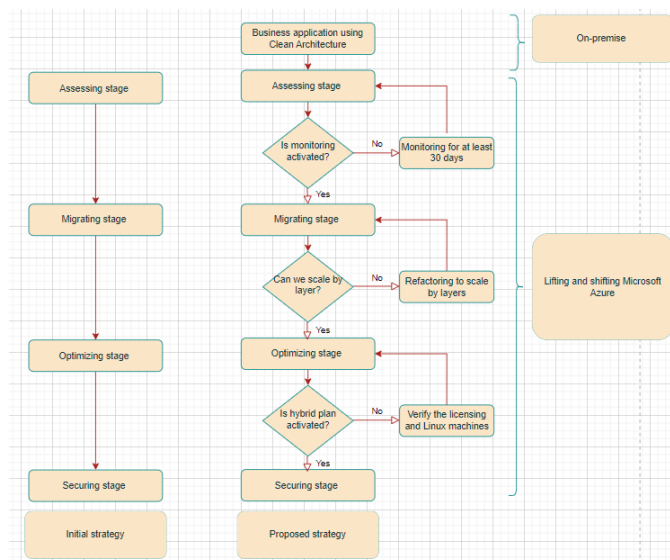 Business application using
Clean Architecture
On-premise
Assessing stage
Assessing stage
Is monitoring
activated?
No
Monitoring for at least
30 days
Yes
Migrating stage
Migrating stage
Can we scale by
layer?
No
Refactoring to scale
by layers
Lifting and shifting Microsoft
Azure
Yes
Optimizing stage
Optimizing stage
Is hybrid plan
activated?
No
Verify the licensing
and Linux machines
Yes
Securing stage
Securing stage
Initial strategy
Proposed strategy